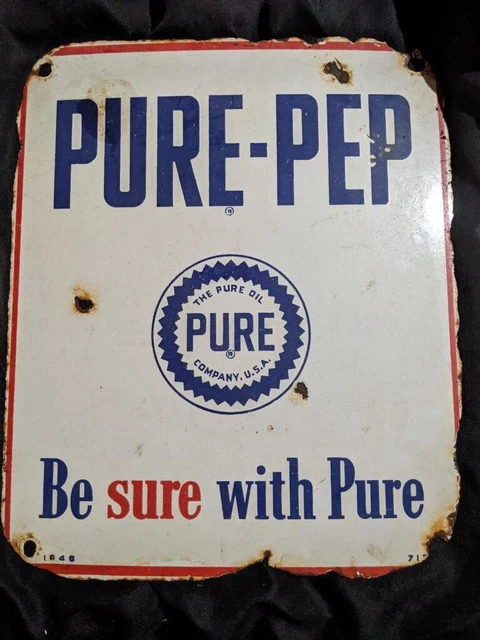 PURE-PEP
®
THE PURE OIL
PURE
®
COMPANY, U.S.A.
Be sure with Pure
1948